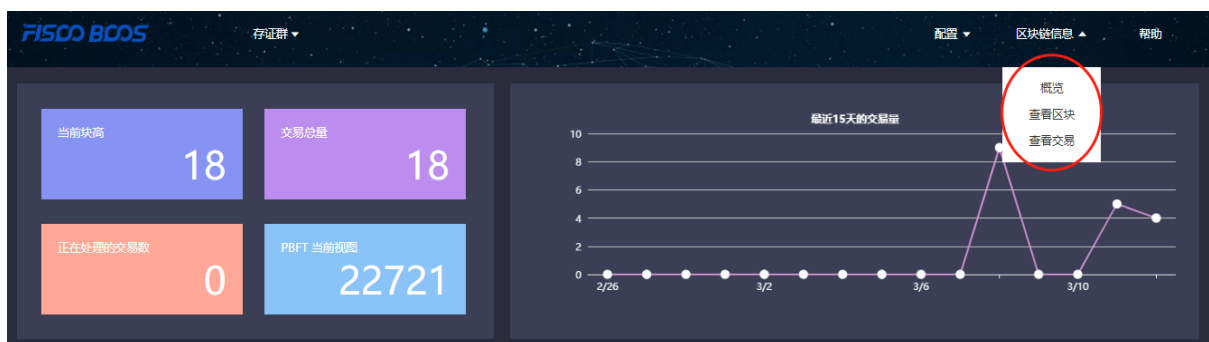 FISCO BCOS
存证群
配置
区块链信息
帮助
概览
查看区块
查看交易
当前块高
18
交易总量
18
正在处理的交易数
0
PBFT 当前视图
22721
最近15天的交易量
10
8
6
4
2
0
2/26
3/2
3/6
3/10